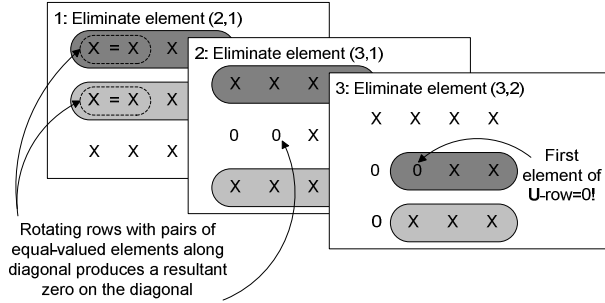 1: Eliminate element (2,1)
X = X X
X = X X
X X X
2: Eliminate element (3,1)
X X X
0 0 X
X X X
3: Eliminate element (3,2)
X X X X
0 0 X X
0 X X X
First
element of
U-row=0!
Rotating rows with pairs of
equal-valued elements along
diagonal produces a resultant
zero on the diagonal